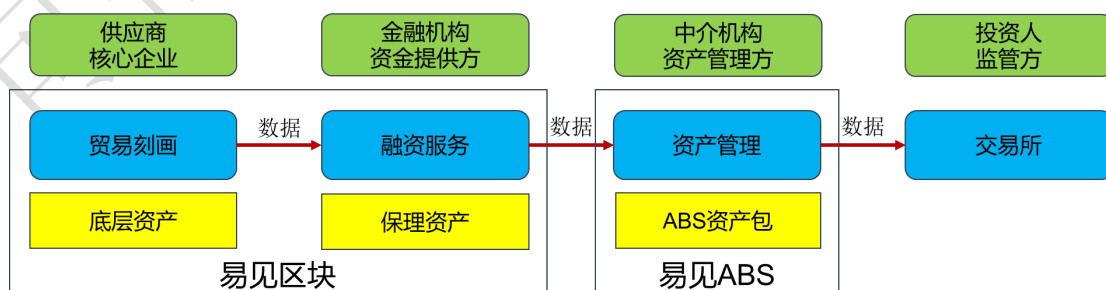 供应商
核心企业
金融机构
资金提供方
中介机构
资产管理方
投资人
监管方
贸易刻画
数据
融资服务
数据
资产管理
数据
交易所
底层资产
保理资产
ABS资产包
易见区块
易见ABS